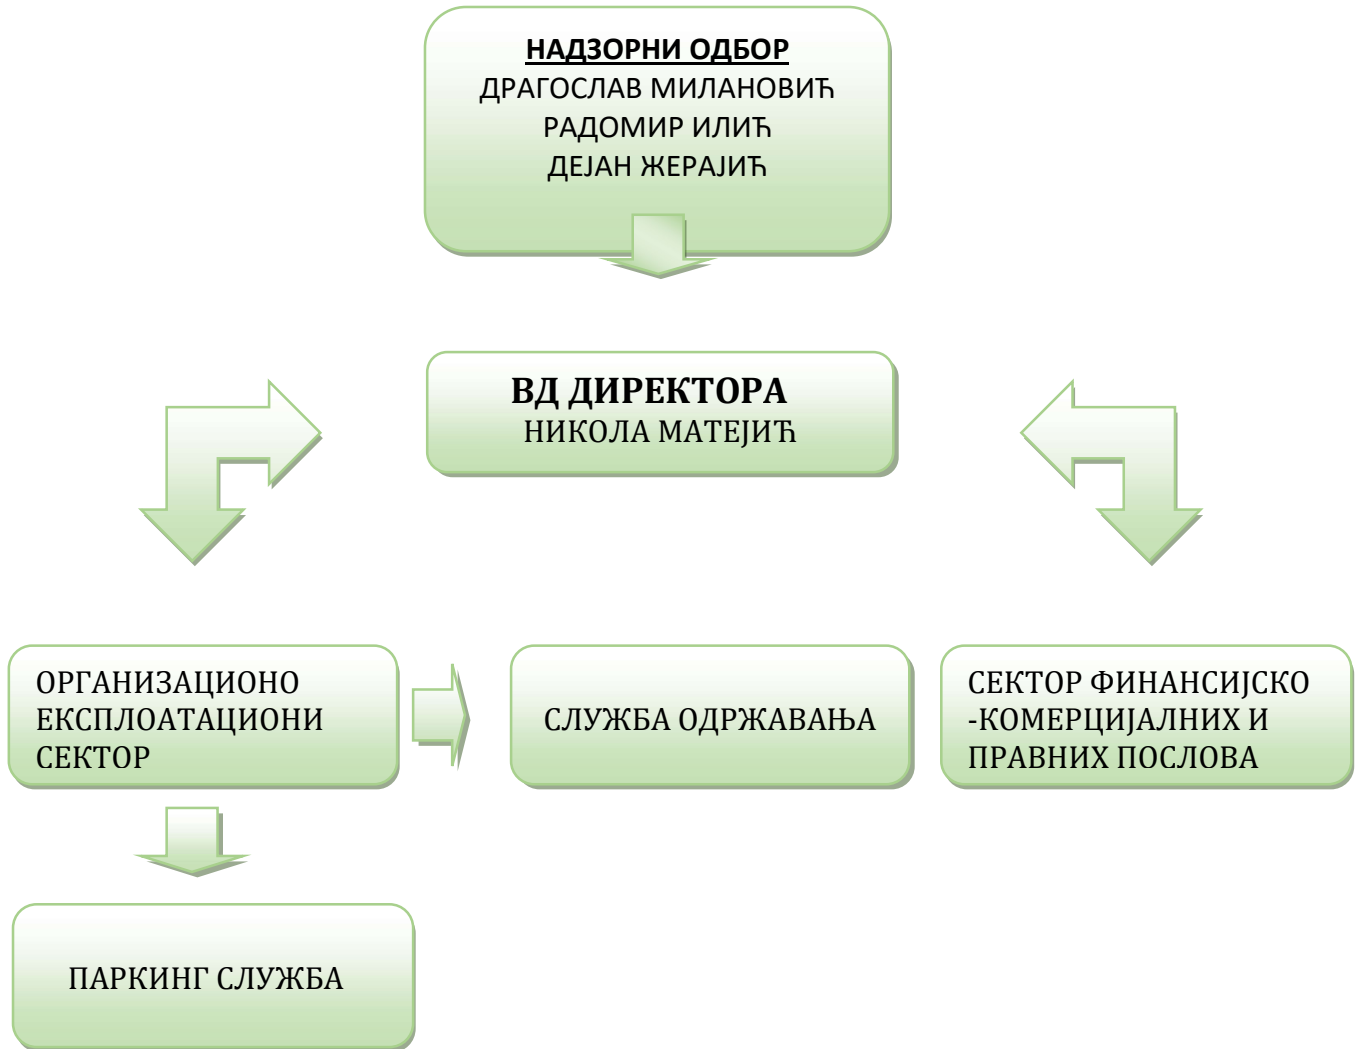 НАДЗОРНИ ОДБОР
ДРАГОСЛАВ МИЛАНОВИЋ
РАДОМИР ИЛИЋ
ДЕЈАН ЖЕРАЈИЋ
ВД ДИРЕКТОРА
НИКОЛА МАТЕЈИЋ
ОРГАНИЗАЦИОНО
ЕКСПЛОАТАЦИОНИ
СЕКТОР
СЛУЖБА ОДРЖАВАЊА
СЕКТОР ФИНАНСИЈСКО
-КОМЕРЦИЈАЛНИХ И
ПРАВНИХ ПОСЛОВА
ПАРКИНГ СЛУЖБА